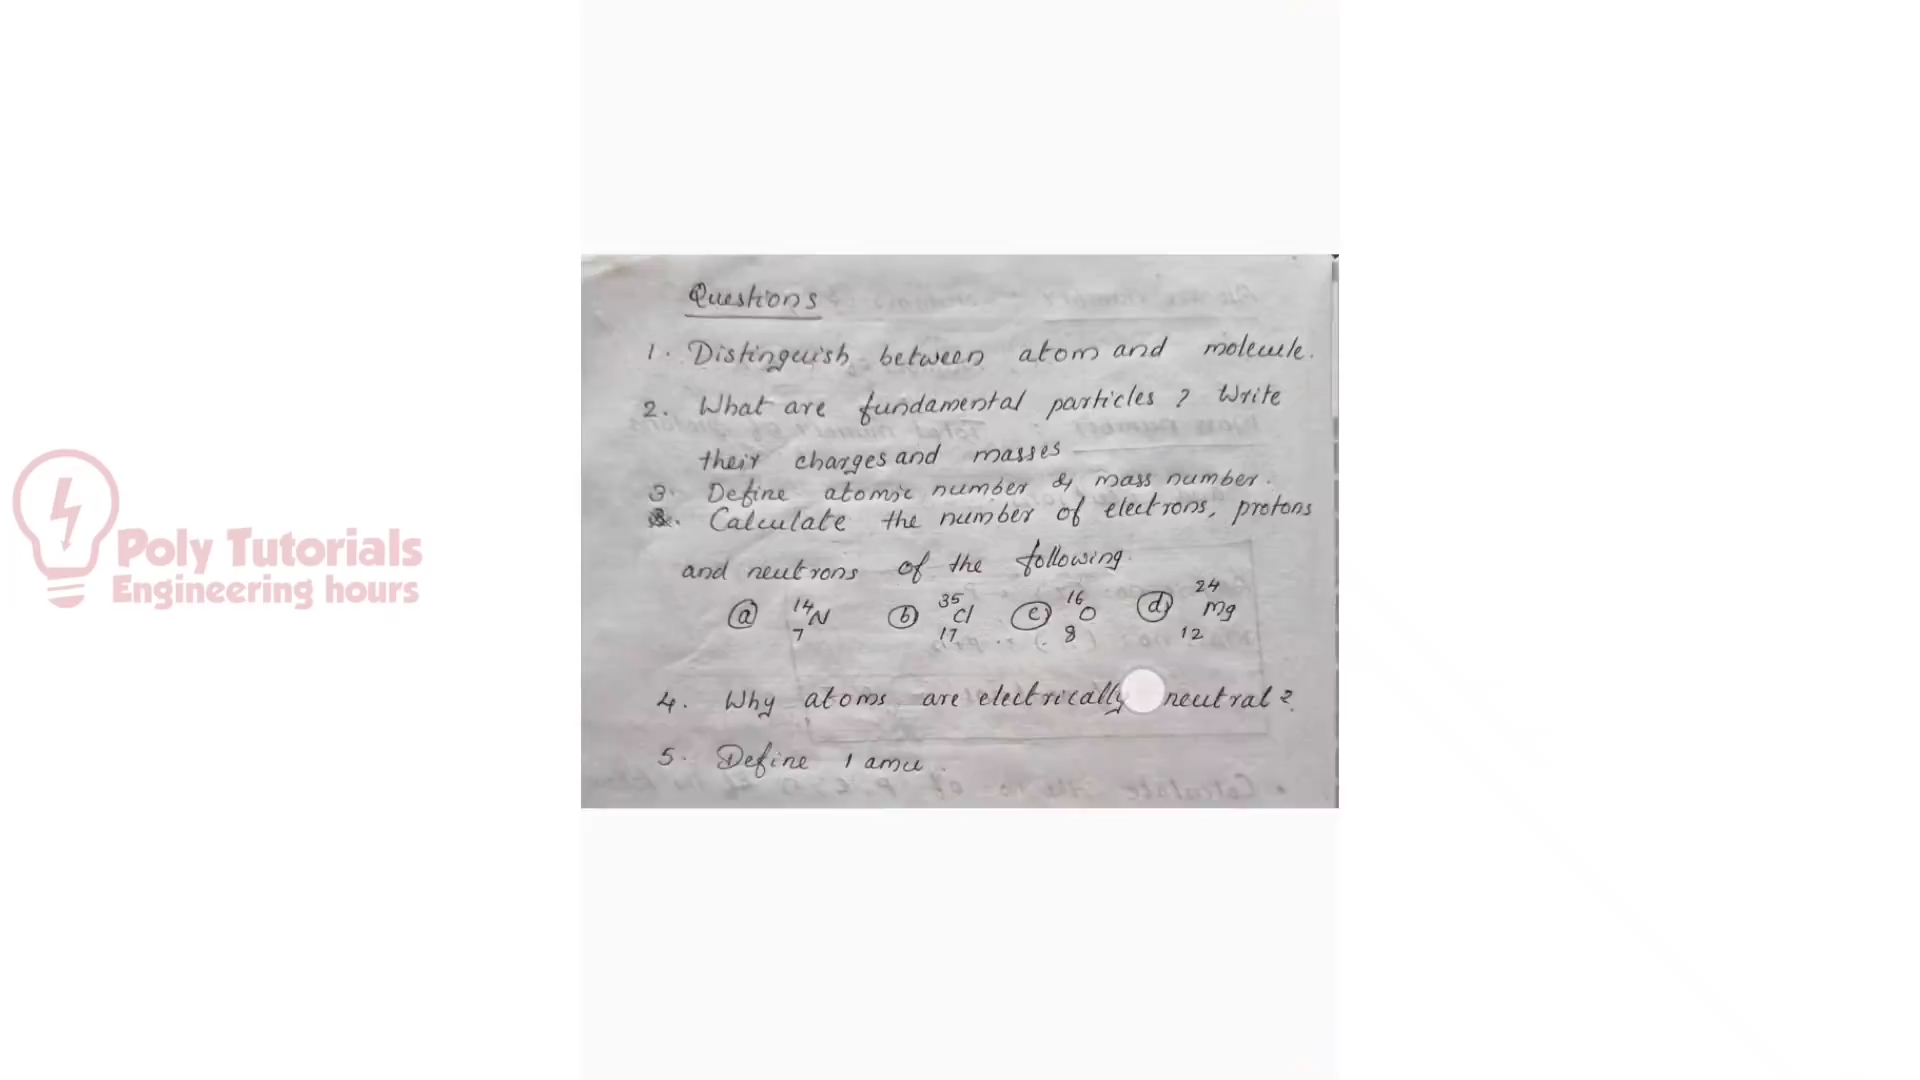 Questions
1. Distinguish between atom and molecule.
2. What are fundamental particles ? Write
their charges and masses
3. Define atomic number & mass number.
Calculate the number of electrons, protons
and neutrons of the following.
(a) 14 7 N (b) 35 17 Cl (c) 16 8 O (d) 24 12 Mg
4. Why atoms are electrically neutral ?
5. Define 1 amu.
Poly Tutorials
Engineering hours